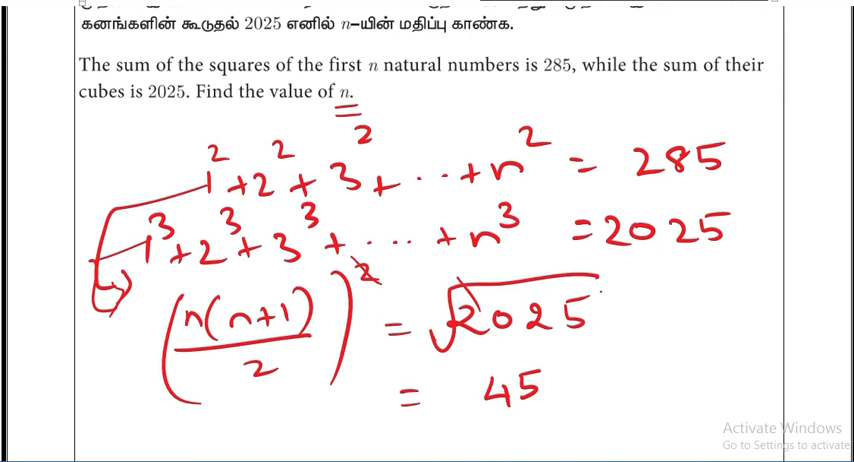 கனங்களின் கூடுதல் 2025 எனில் n-யின் மதிப்பு காண்க.
The sum of the squares of the first n natural numbers is 285, while the sum of their
cubes is 2025. Find the value of n.
1² + 2² + 3² + ... + n² = 285
1³ + 2³ + 3³ + ... + n³ = 2025
(n(n+1)/2)² = √2025
= 45
Activate Windows
Go to Settings to activate